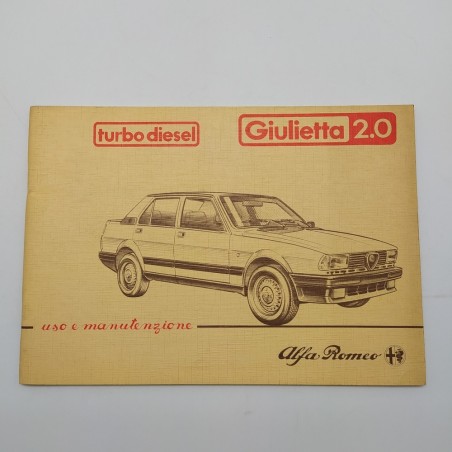 turbo diesel
Giulietta 2.0
uso e manutenzione
Alfa Romeo